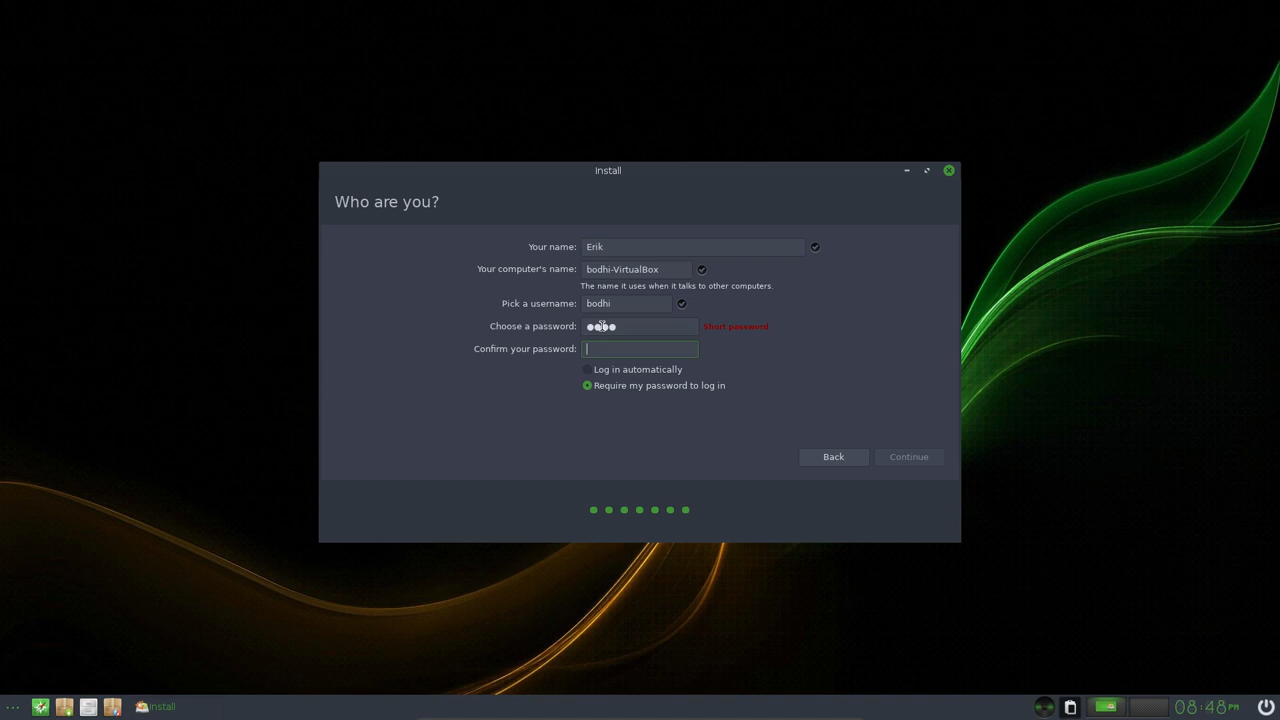 Install
Who are you?
Your name: Erik
Your computer's name: bodhi-VirtualBox
The name it uses when it talks to other computers.
Pick a username: bodhi
Choose a password: Short password
Confirm your password:
Log in automatically
Require my password to log in
Back Continue
Install 08:48PM